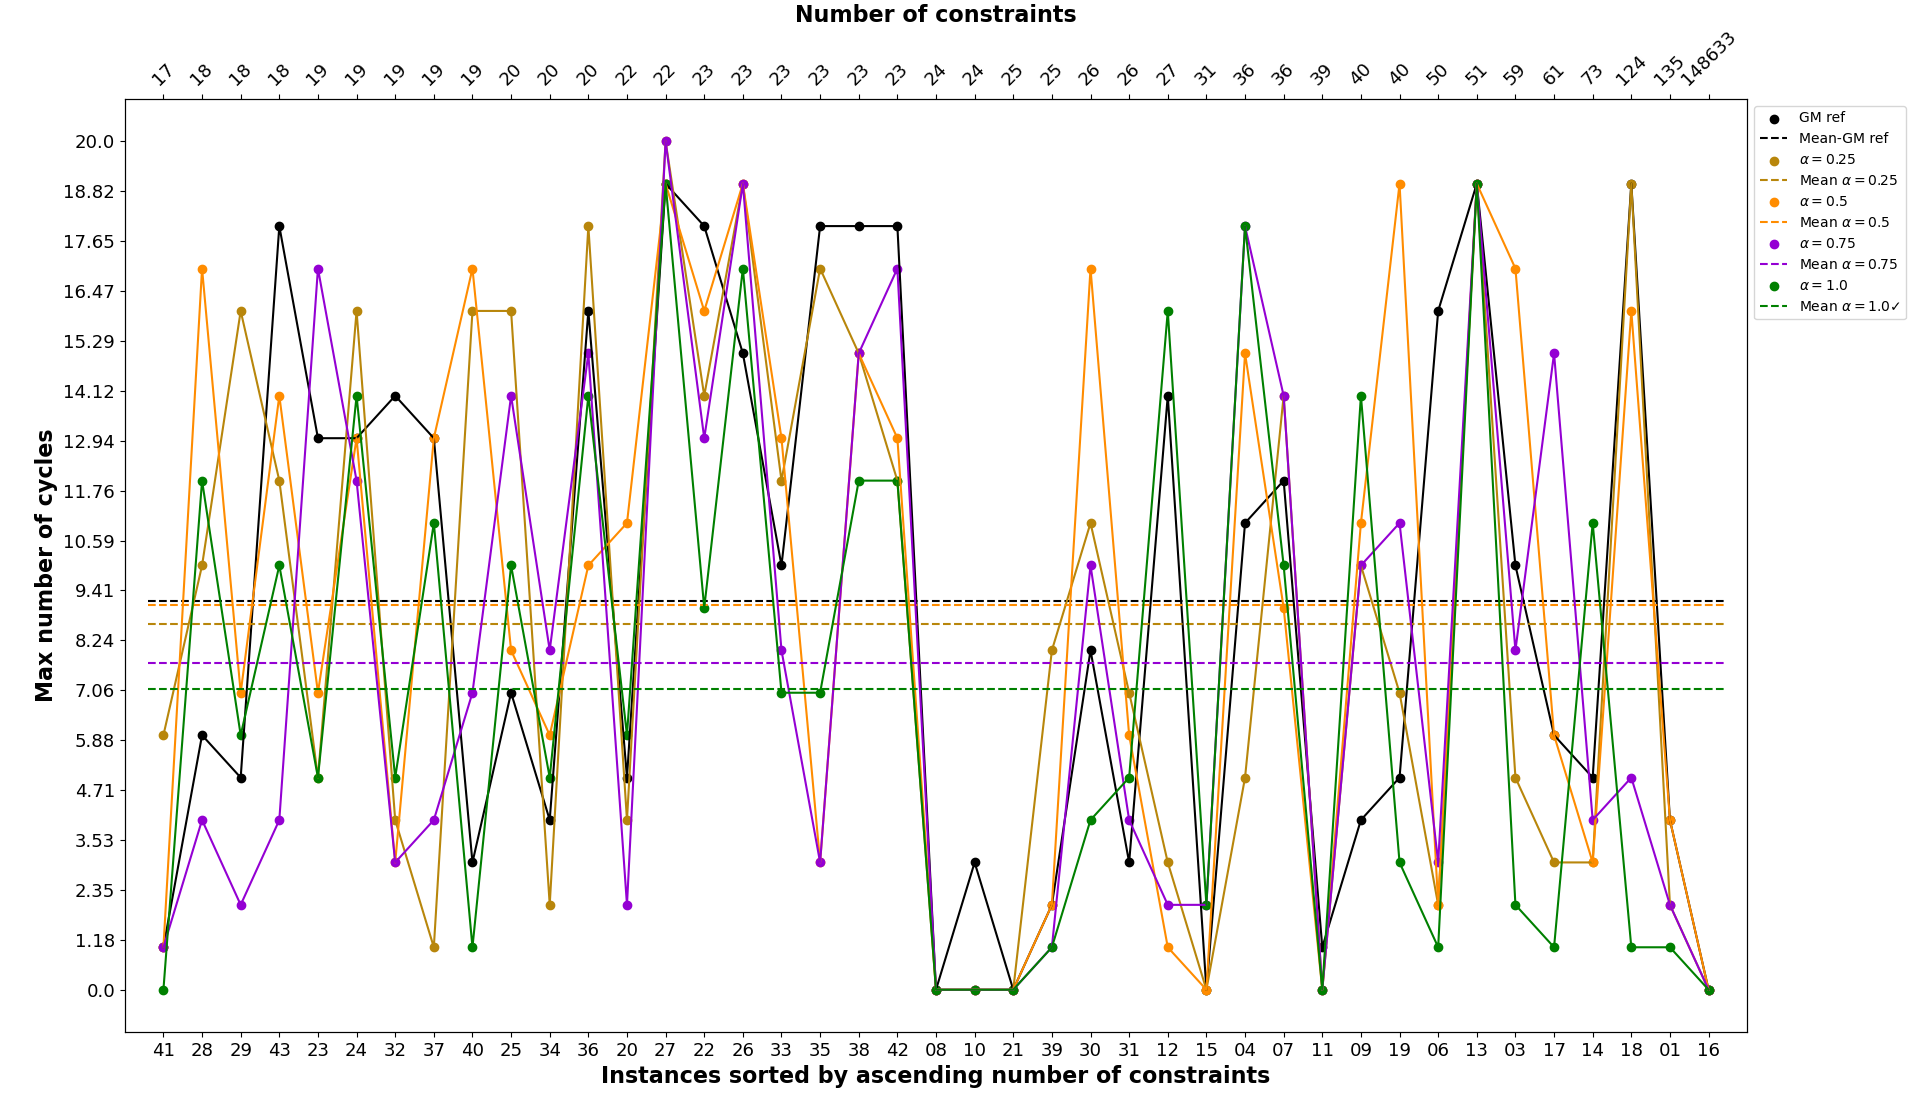 Number of constraints
17 18 18 18 19 19 19 19 19 20 20 20 22 22 23 23 23 23 23 23 24 24 25 25 26 26 27 31 36 36 39 40 40 50 51 59 61 73 124 135 148633
Max number of cycles
20.0
18.82
17.65
16.47
15.29
14.12
12.94
11.76
10.59
9.41
8.24
7.06
5.88
4.71
3.53
2.35
1.18
0.0
GM ref
Mean-GM ref
α = 0.25
Mean α = 0.25
α = 0.5
Mean α = 0.5
α = 0.75
Mean α = 0.75
α = 1.0
Mean α = 1.0✓
41 28 29 43 23 24 32 37 40 25 34 36 20 27 22 26 33 35 38 42 08 10 21 39 30 31 12 15 04 07 11 09 19 06 13 03 17 14 18 01 16
Instances sorted by ascending number of constraints